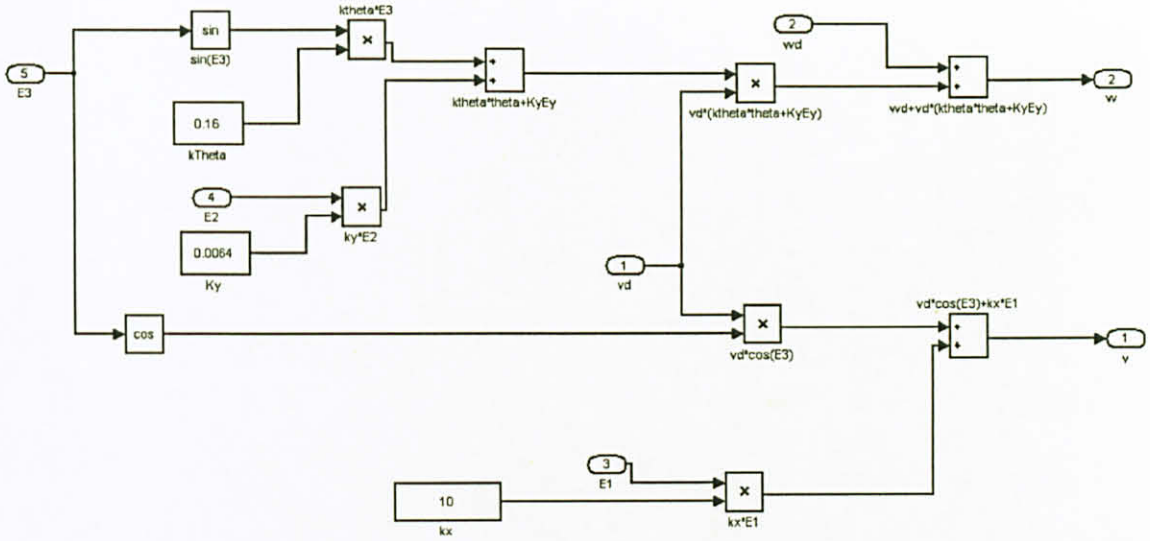 ktheta*E3
sin
sin(E3)
×
5
E3
0.16
kTheta
+
+
ktheta*theta+KyEy
4
E2
0.0064
Ky
×
ky*E2
cos
2
wd
×
vd*(ktheta*theta+KyEy)
+
+
wd+vd*(ktheta*theta+KyEy)
2
w
1
vd
×
vd*cos(E3)
vd*cos(E3)+kx*E1
+
+
1
v
3
E1
10
kx
×
kx*E1